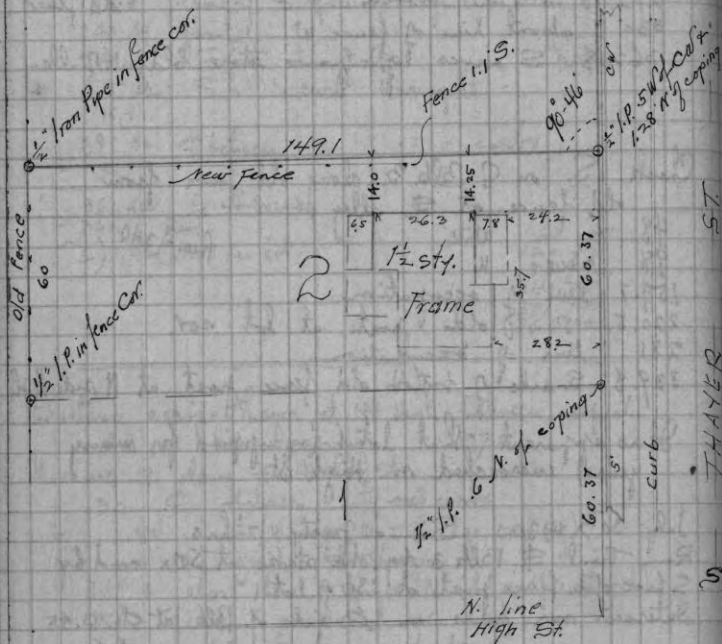 ½" Iron Pipe in fence cor.
Fence 1.1' S.
90°-46'
CW
½" I.P. .5 W of CW &
1.28 N of coping
149.1
New Fence
14.0
14.25
Old Fence
60
6.5
26.3
7.8
24.2
60.37
2
1½ Sty.
Frame
35.7
28.2
½" I.P. in fence Cor.
½" I.P. .6 N. of coping
1
60.37
5'
Curb
THAYER
ST
S
N. line
High St.